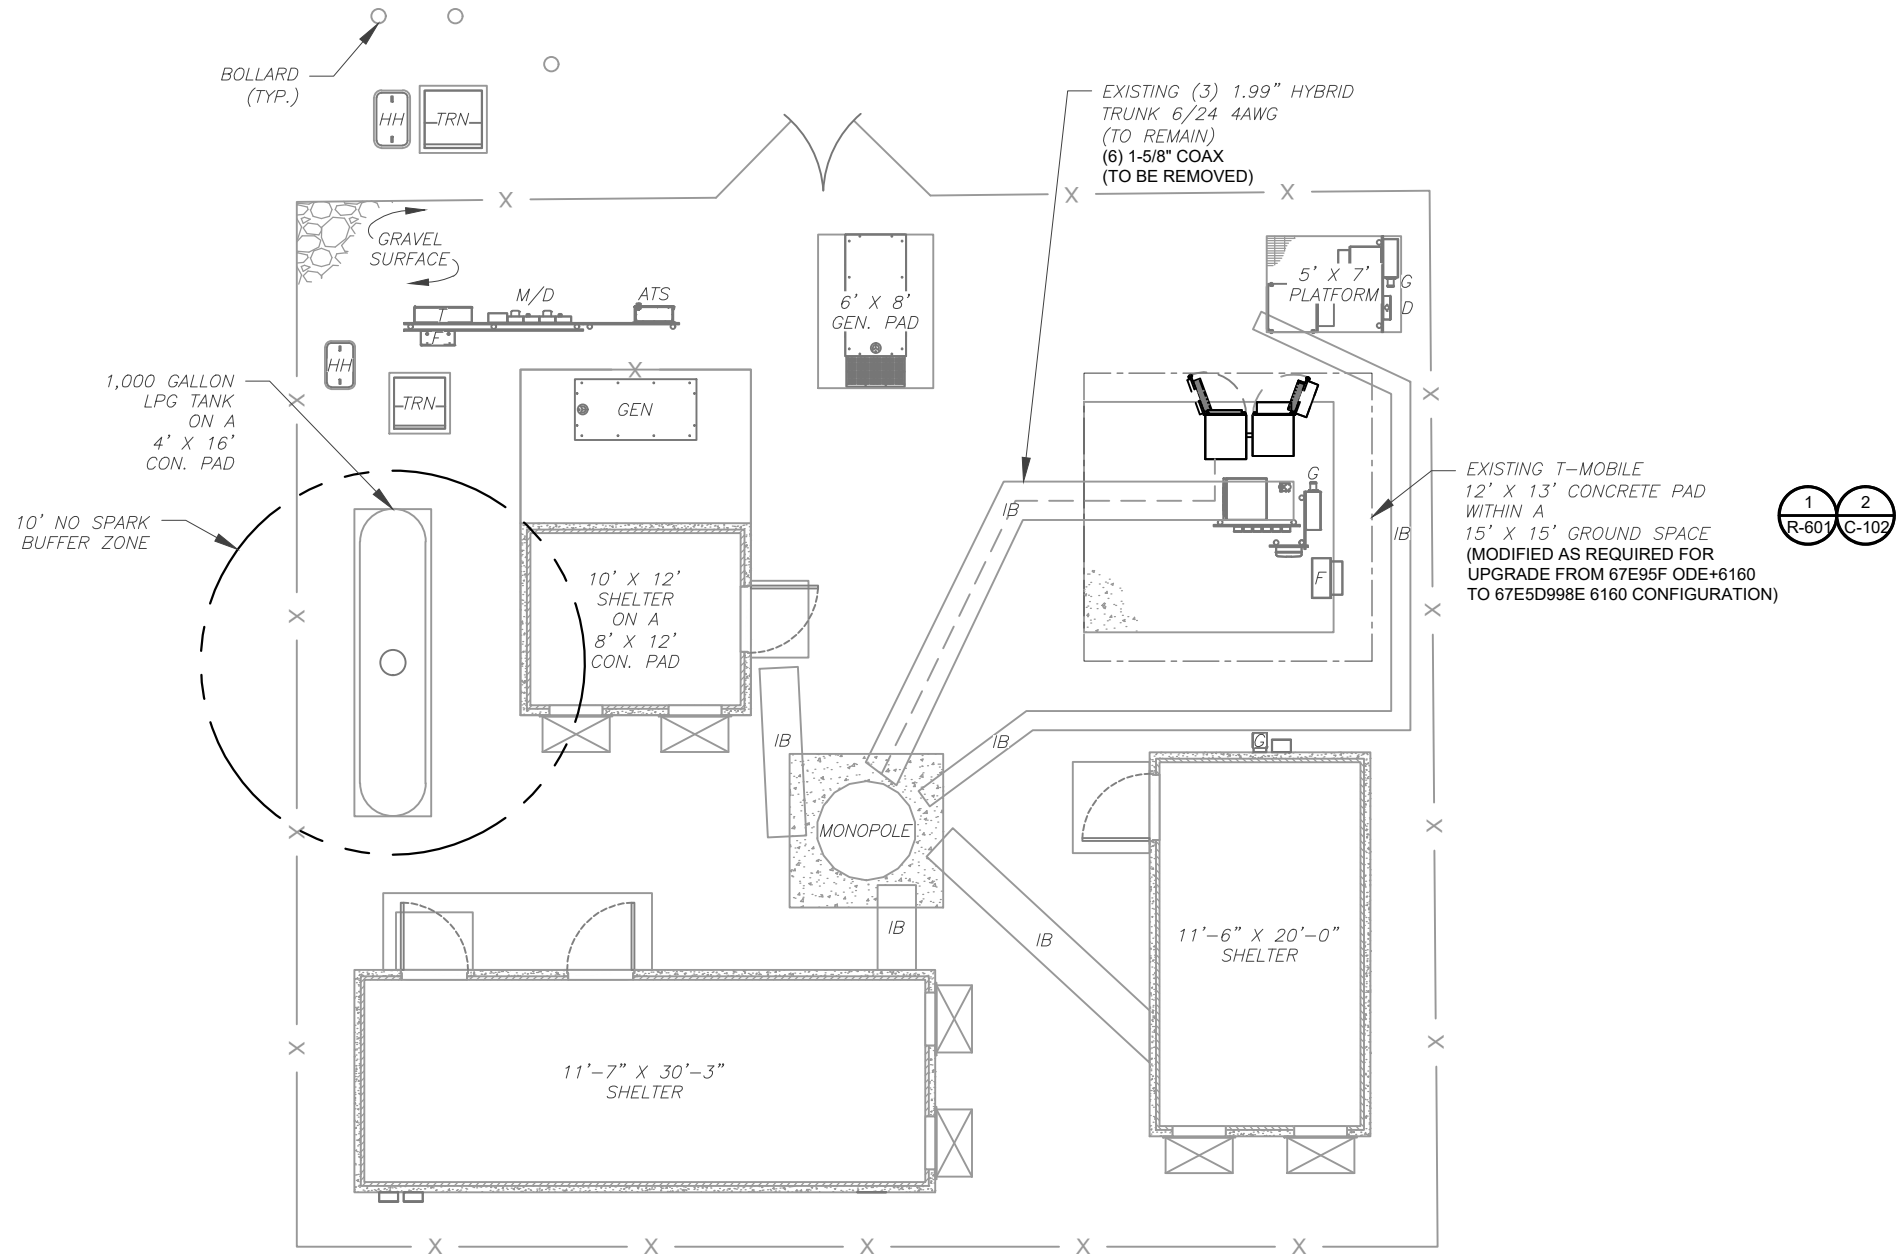 BOLLARD
(TYP.)
HH
TRN
EXISTING (3) 1.99" HYBRID
TRUNK 6/24 4AWG
(TO REMAIN)
(6) 1-5/8" COAX
(TO BE REMOVED)
X
X
X
GRAVEL
SURFACE
M/D
ATS
T
F
6' X 8'
GEN. PAD
5' X 7'
PLATFORM
G
D
HH
TRN
X
GEN
1,000 GALLON
LPG TANK
ON A
4' X 16'
CON. PAD
X
X
10' NO SPARK
BUFFER ZONE
10' X 12'
SHELTER
ON A
8' X 12'
CON. PAD
IB
G
F
IB
EXISTING T-MOBILE
12' X 13' CONCRETE PAD
WITHIN A
15' X 15' GROUND SPACE
(MODIFIED AS REQUIRED FOR
UPGRADE FROM 67E95F ODE+6160
TO 67E5D998E 6160 CONFIGURATION)
1
R-601
2
C-102
X
X
IB
IB
G
MONOPOLE
X
X
IB
IB
11'-6" X 20'-0"
SHELTER
X
X
11'-7" X 30'-3"
SHELTER
X
X
X
X
X